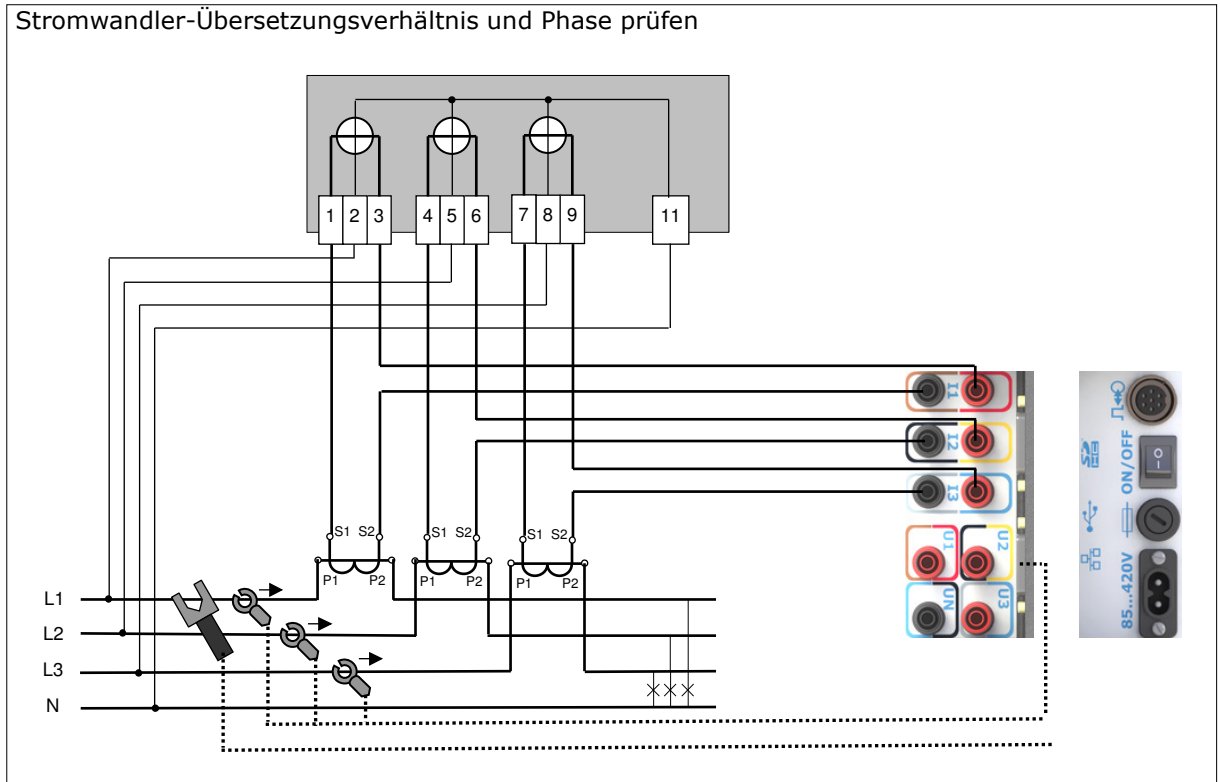 Stromwandler-Übersetzungsverhältnis und Phase prüfen
1 2 3 4 5 6 7 8 9 11
I1
I2
I3
U1 U2
UN U3
ON/OFF
I
O
85...420V
S1 S2 S1 S2 S1 S2
P1 P2 P1 P2 P1 P2
L1
L2
L3
N